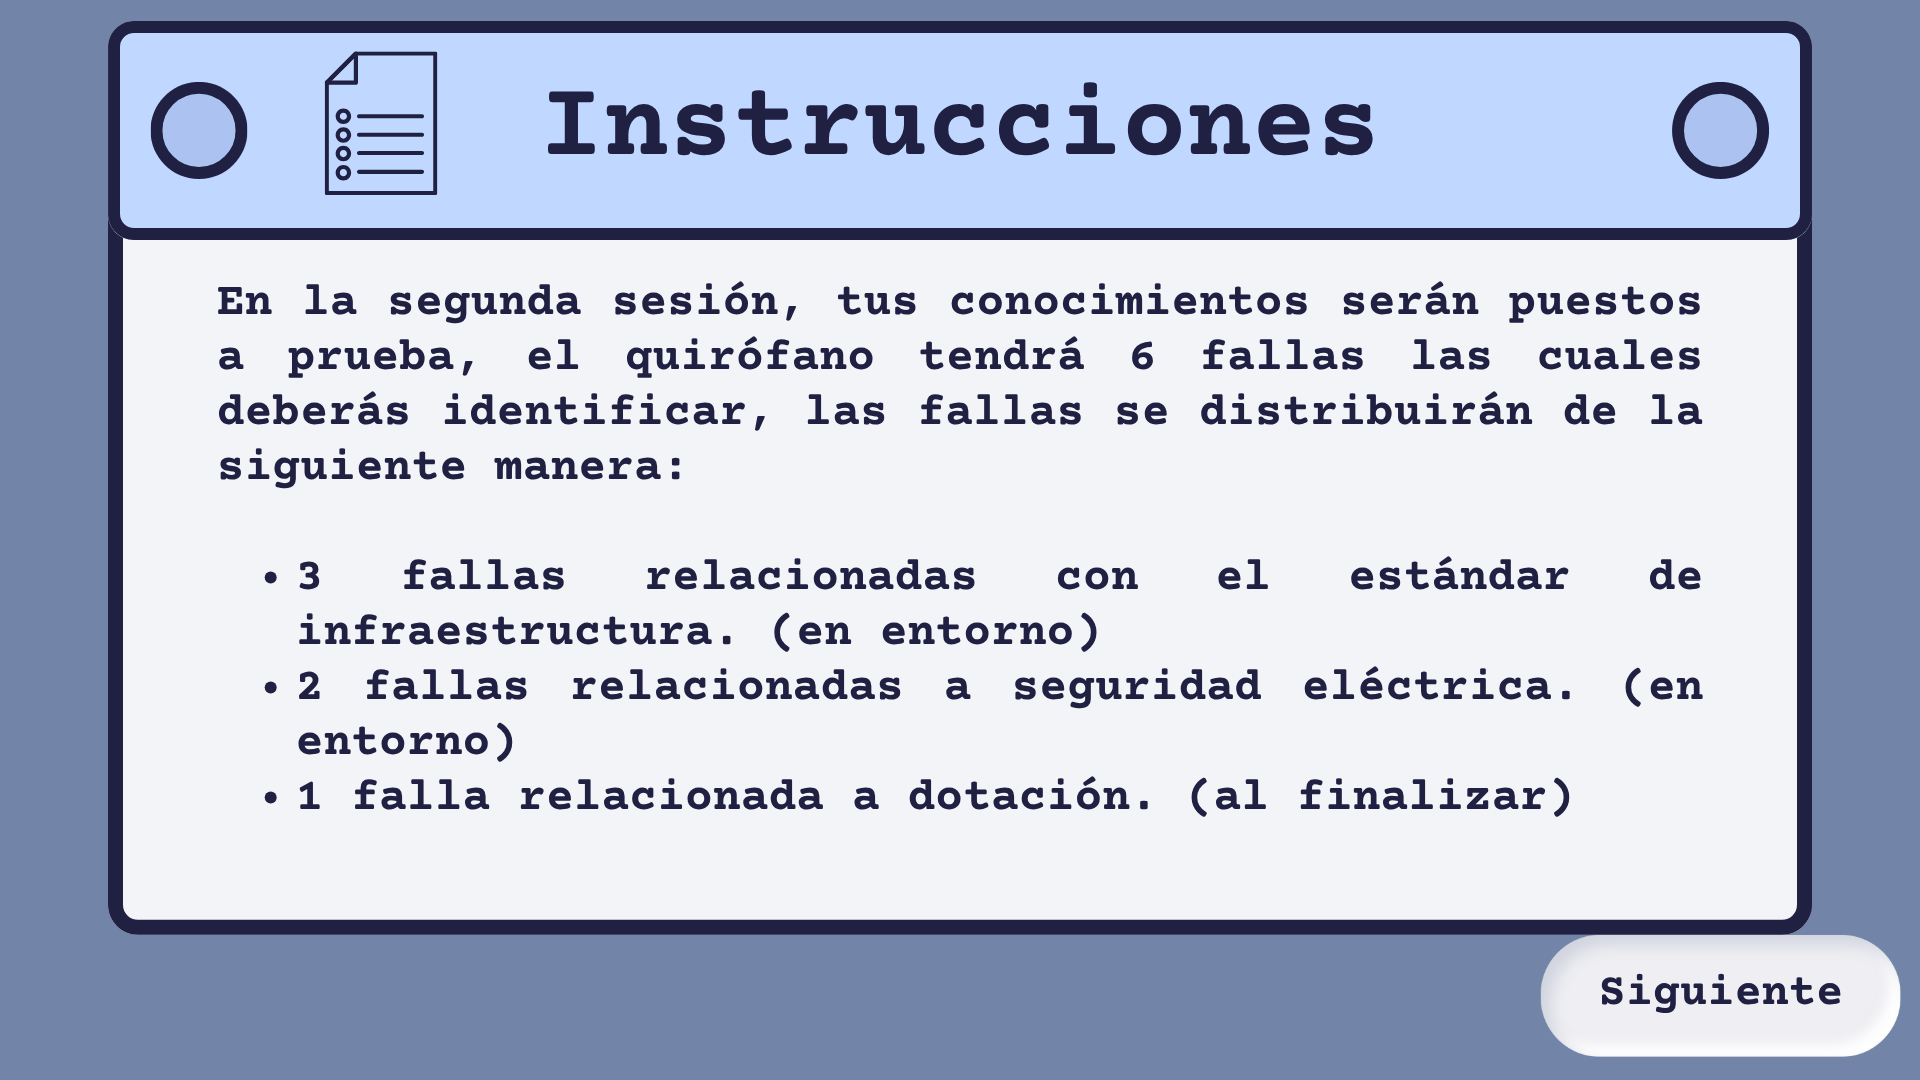 Instrucciones
En la segunda sesión, tus conocimientos serán puestos
a prueba, el quirófano tendrá 6 fallas las cuales
deberás identificar, las fallas se distribuirán de la
siguiente manera:
• 3 fallas relacionadas con el estándar de
infraestructura. (en entorno)
• 2 fallas relacionadas a seguridad eléctrica. (en
entorno)
• 1 falla relacionada a dotación. (al finalizar)
Siguiente